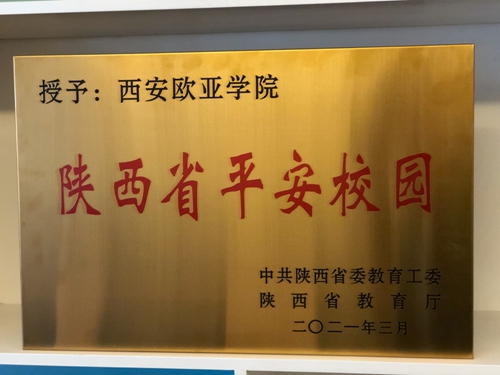 授予：西安欧亚学院
陕西省平安校园
中共陕西省委教育工委
陕西省教育厅
二〇二一年三月